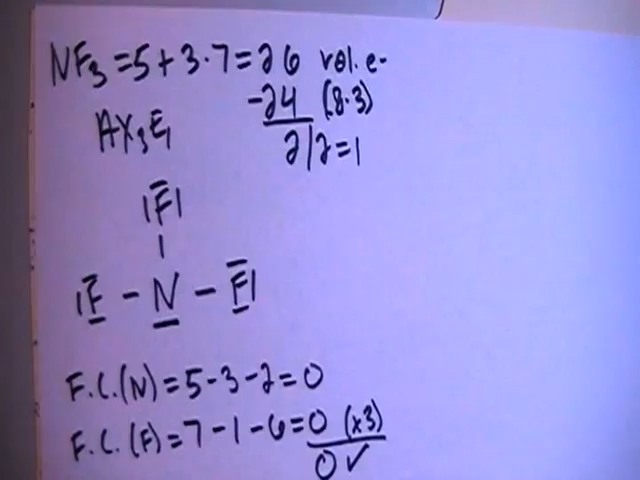 NF₃ = 5 + 3·7 = 26 val. e-
-24 (8·3)
AX₃E₁
2/2 = 1
|F|
|
|F - N - F|
F.C.(N) = 5 - 3 - 2 = 0
F.C.(F) = 7 - 1 - 6 = 0 (x3)
0 ✓